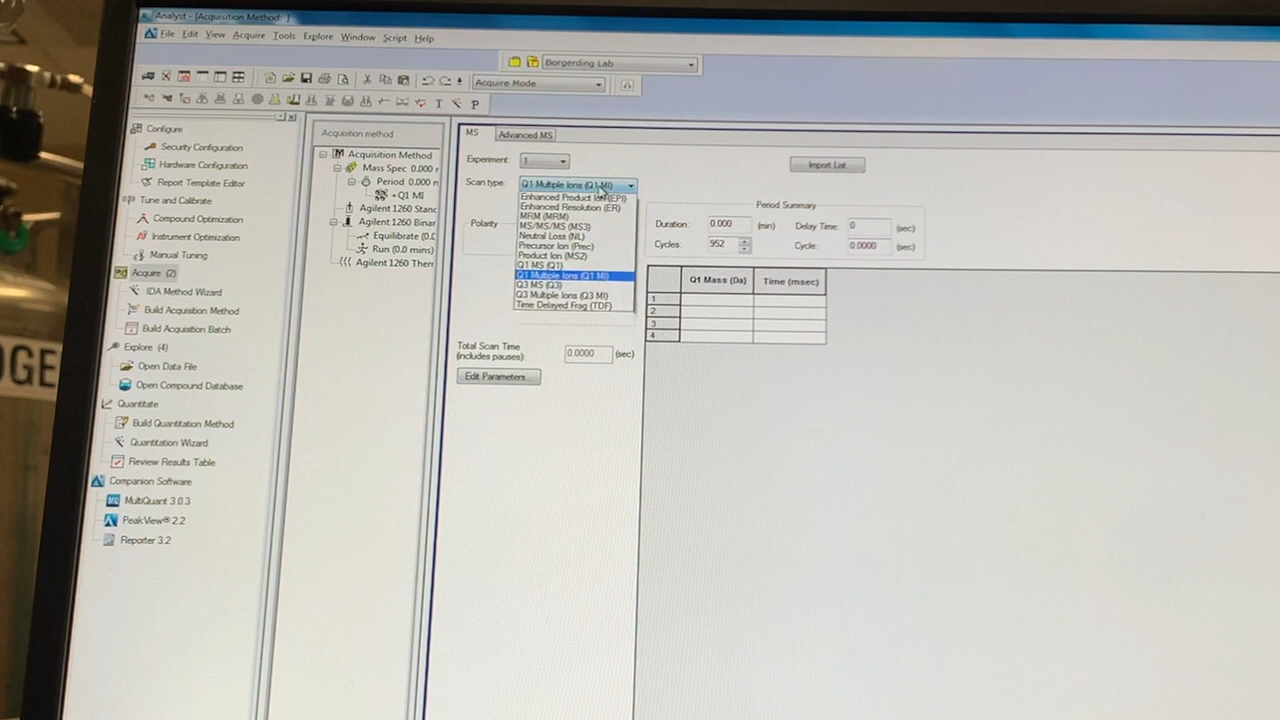 Analyst - [Acquisition Method: ]
File Edit View Acquire Tools Explore Window Script Help
Borgerding Lab
Acquire Mode
Configure
Security Configuration
Hardware Configuration
Report Template Editor
Tune and Calibrate
Compound Optimization
Instrument Optimization
Manual Tuning
Acquire (2)
IDA Method Wizard
Build Acquisition Method
Build Acquisition Batch
Explore (4)
Open Data File
Open Compound Database
Quantitate
Build Quantitation Method
Quantitation Wizard
Review Results Table
Companion Software
MultiQuant 3.0.3
PeakView® 2.2
Reporter 3.2
Acquisition method
Acquisition Method
Mass Spec 0.000
Period 0.000
+Q1 MI
Agilent 1260
Agilent 1260
Equilibrate
Run (0.0 mins)
Agilent 1260
MS Advanced MS
Experiment: 1
Import List
Scan type: Q1 Multiple Ions (Q1 MI)
Enhanced Product Ion (EPI)
Enhanced Resolution (ER)
MRM (MRM)
MS/MS/MS (MS3)
Neutral Loss (NL)
Precursor Ion (Prec)
Product Ion (MS2)
Q1 MS (Q1)
Q1 Multiple Ions (Q1 MI)
Q3 MS (Q3)
Q3 Multiple Ions (Q3 MI)
Time Delayed Frag (TDF)
Polarity
Period Summary
Duration: 0.000 (min) Delay Time: 0 (sec)
Cycles: 952 Cycle: 0.0000 (sec)
Q1 Mass (Da) Time (msec)
1
2
3
4
Total Scan Time
(includes pauses): 0.0000 (sec)
Edit Parameters...